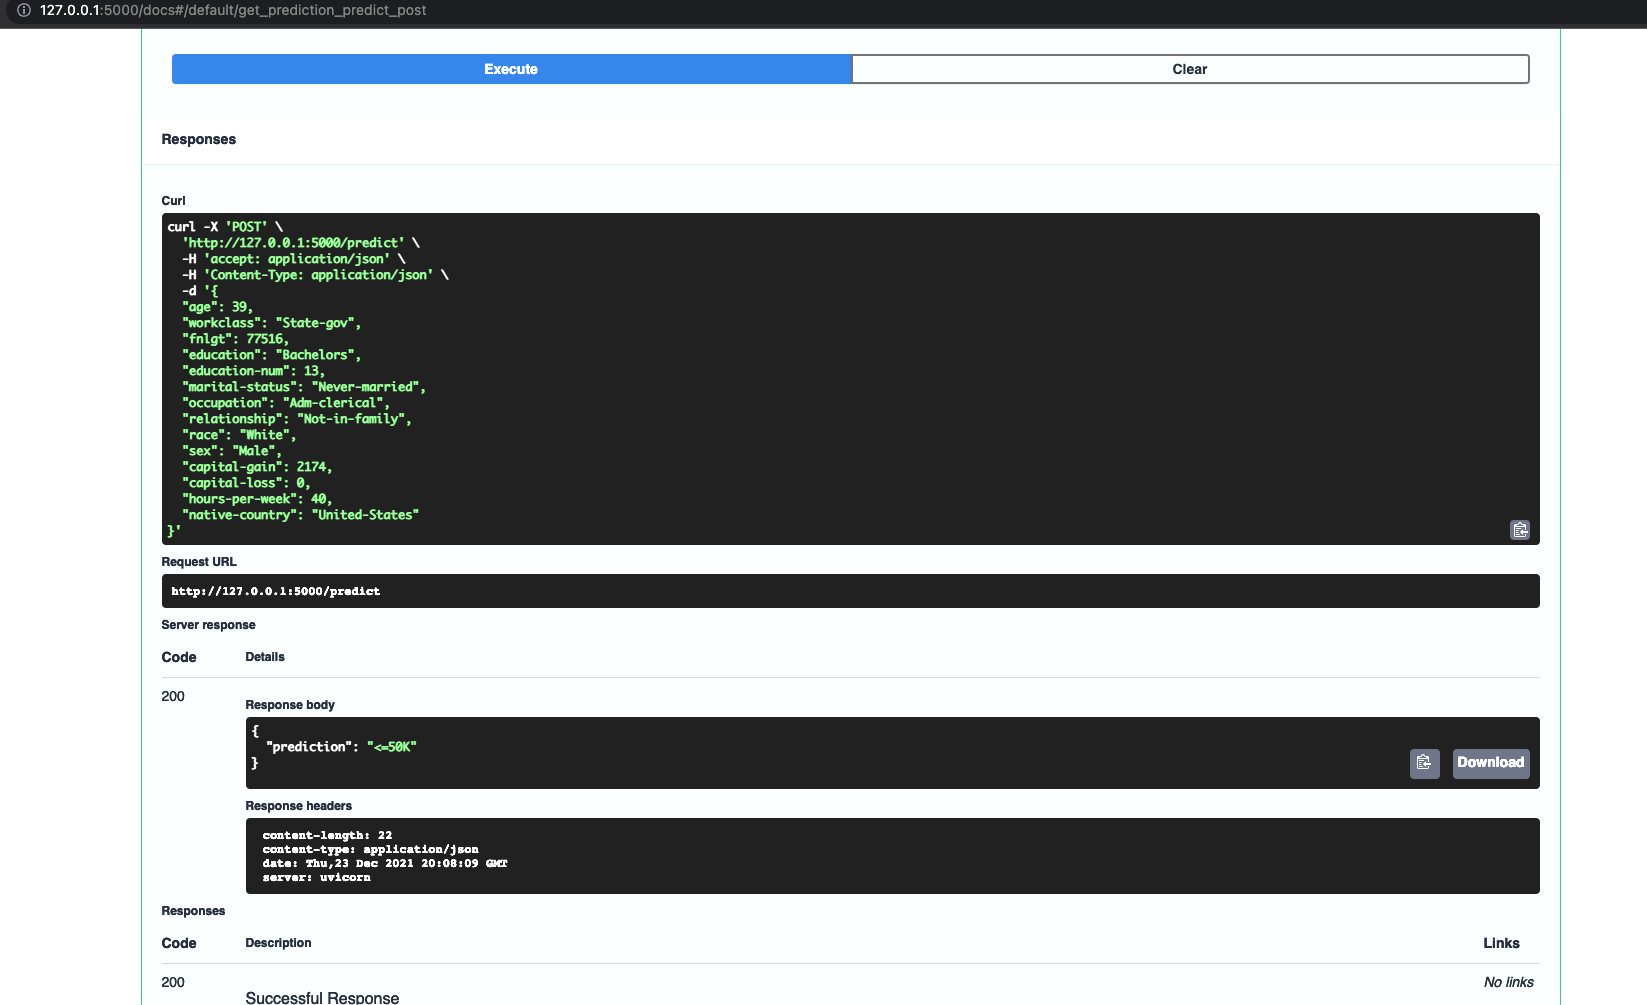 127.0.0.1:5000/docs#/default/get_prediction_predict_post
Execute
Clear
Responses
Curl
curl -X 'POST' \
  'http://127.0.0.1:5000/predict' \
  -H 'accept: application/json' \
  -H 'Content-Type: application/json' \
  -d '{
  "age": 39,
  "workclass": "State-gov",
  "fnlgt": 77516,
  "education": "Bachelors",
  "education-num": 13,
  "marital-status": "Never-married",
  "occupation": "Adm-clerical",
  "relationship": "Not-in-family",
  "race": "White",
  "sex": "Male",
  "capital-gain": 2174,
  "capital-loss": 0,
  "hours-per-week": 40,
  "native-country": "United-States"
}'
Request URL
http://127.0.0.1:5000/predict
Server response
Code Details
200
Response body
{
  "prediction": "<=50K"
}
Download
Response headers
content-length: 22
content-type: application/json
date: Thu,23 Dec 2021 20:08:09 GMT
server: uvicorn
Responses
Code Description Links
200 No links
Successful Response